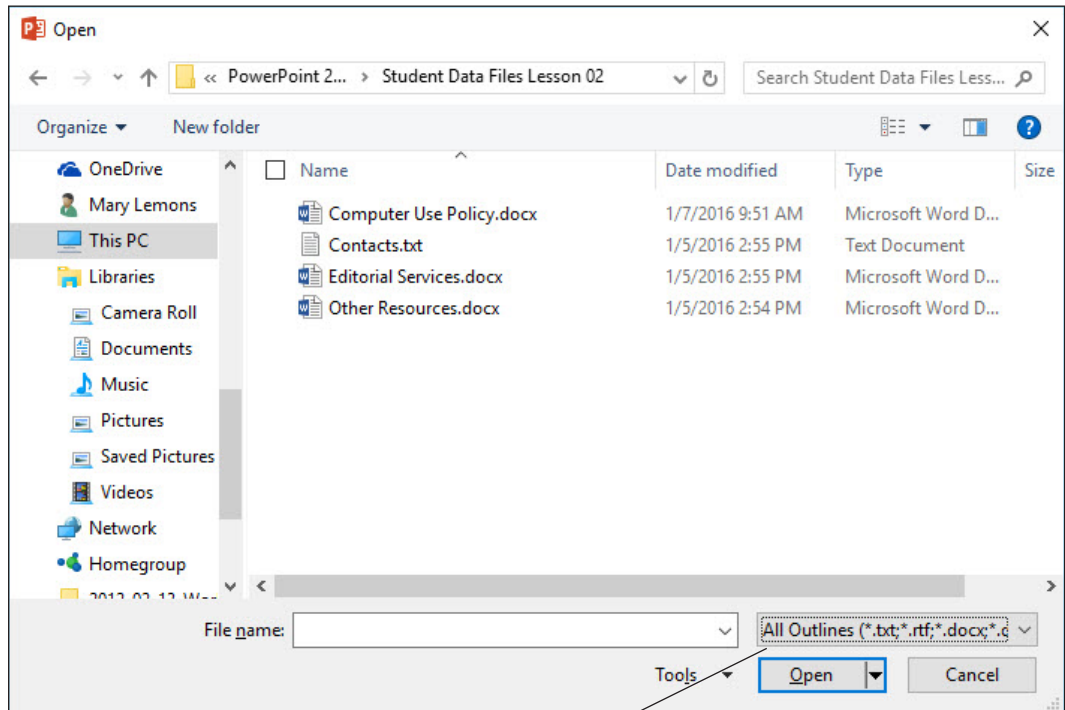 Open
« PowerPoint 2... > Student Data Files Lesson 02
Search Student Data Files Less...
Organize
New folder
OneDrive
Mary Lemons
This PC
Libraries
Camera Roll
Documents
Music
Pictures
Saved Pictures
Videos
Network
Homegroup
Name Date modified Type Size
Computer Use Policy.docx 1/7/2016 9:51 AM Microsoft Word D...
Contacts.txt 1/5/2016 2:55 PM Text Document
Editorial Services.docx 1/5/2016 2:55 PM Microsoft Word D...
Other Resources.docx 1/5/2016 2:54 PM Microsoft Word D...
File name:
All Outlines (*.txt;*.rtf;*.docx;*.
Tools Open Cancel